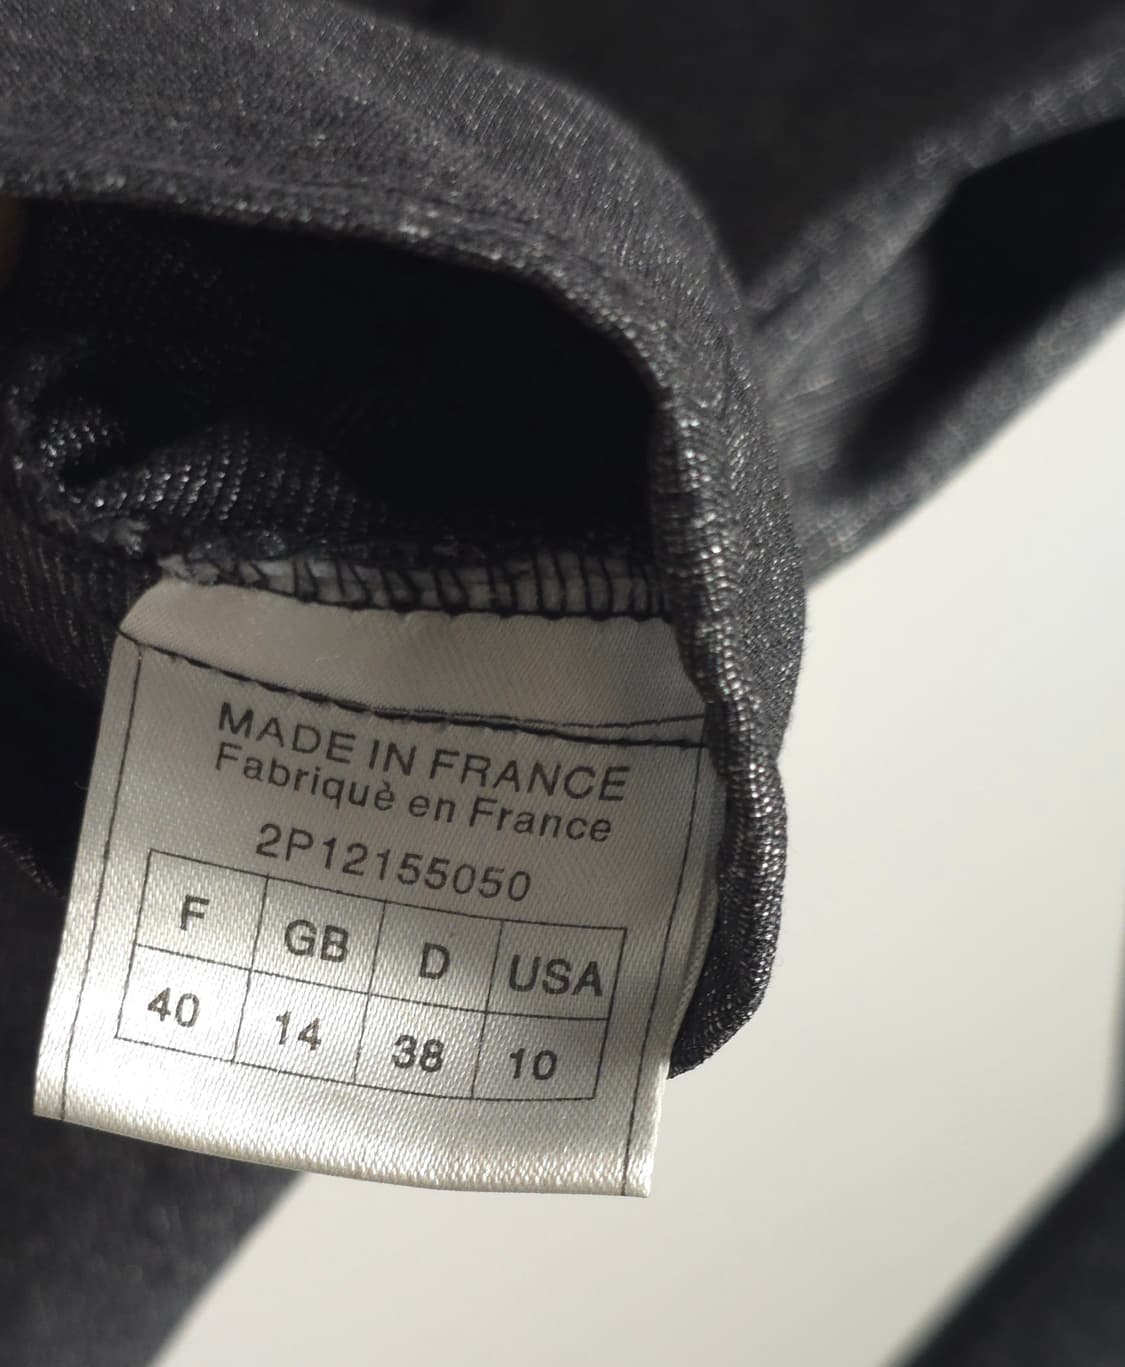 MADE IN FRANCE
Fabriquè en France
2P12155050
F GB D USA
40 14 38 10